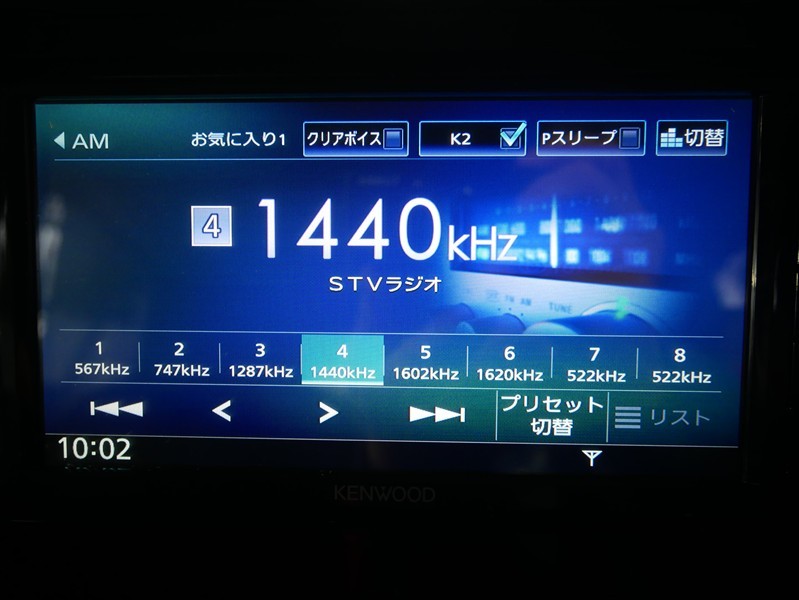 AM お気に入り1 クリアボイス K2 Pスリープ 切替
4 1440kHz
STVラジオ
1 2 3 4 5 6 7 8
567kHz 747kHz 1287kHz 1440kHz 1602kHz 1620kHz 522kHz 522kHz
プリセット リスト
切替
10:02
KENWOOD